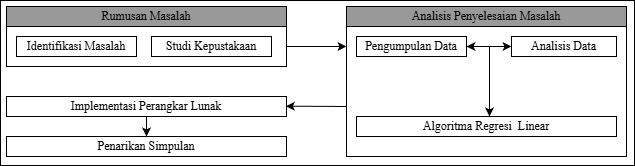 Rumusan Masalah
Identifikasi Masalah
Studi Kepustakaan
Analisis Penyelesaian Masalah
Pengumpulan Data
Analisis Data
Algoritma Regresi Linear
Implementasi Perangkar Lunak
Penarikan Simpulan